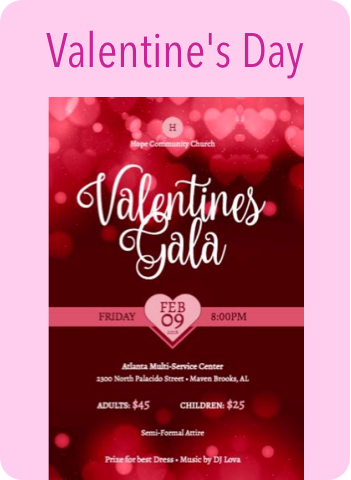 Valentine's Day
H
Hope Community Church
Valentines
Gala
FRIDAY
FEB
09
8:00PM
Atlanta Multi-Service Center
2300 North Palacido Street • Maven Brooks, AL
ADULTS: $45 CHILDREN: $25
Semi-Formal Attire
Prize for best Dress • Music by DJ Lova